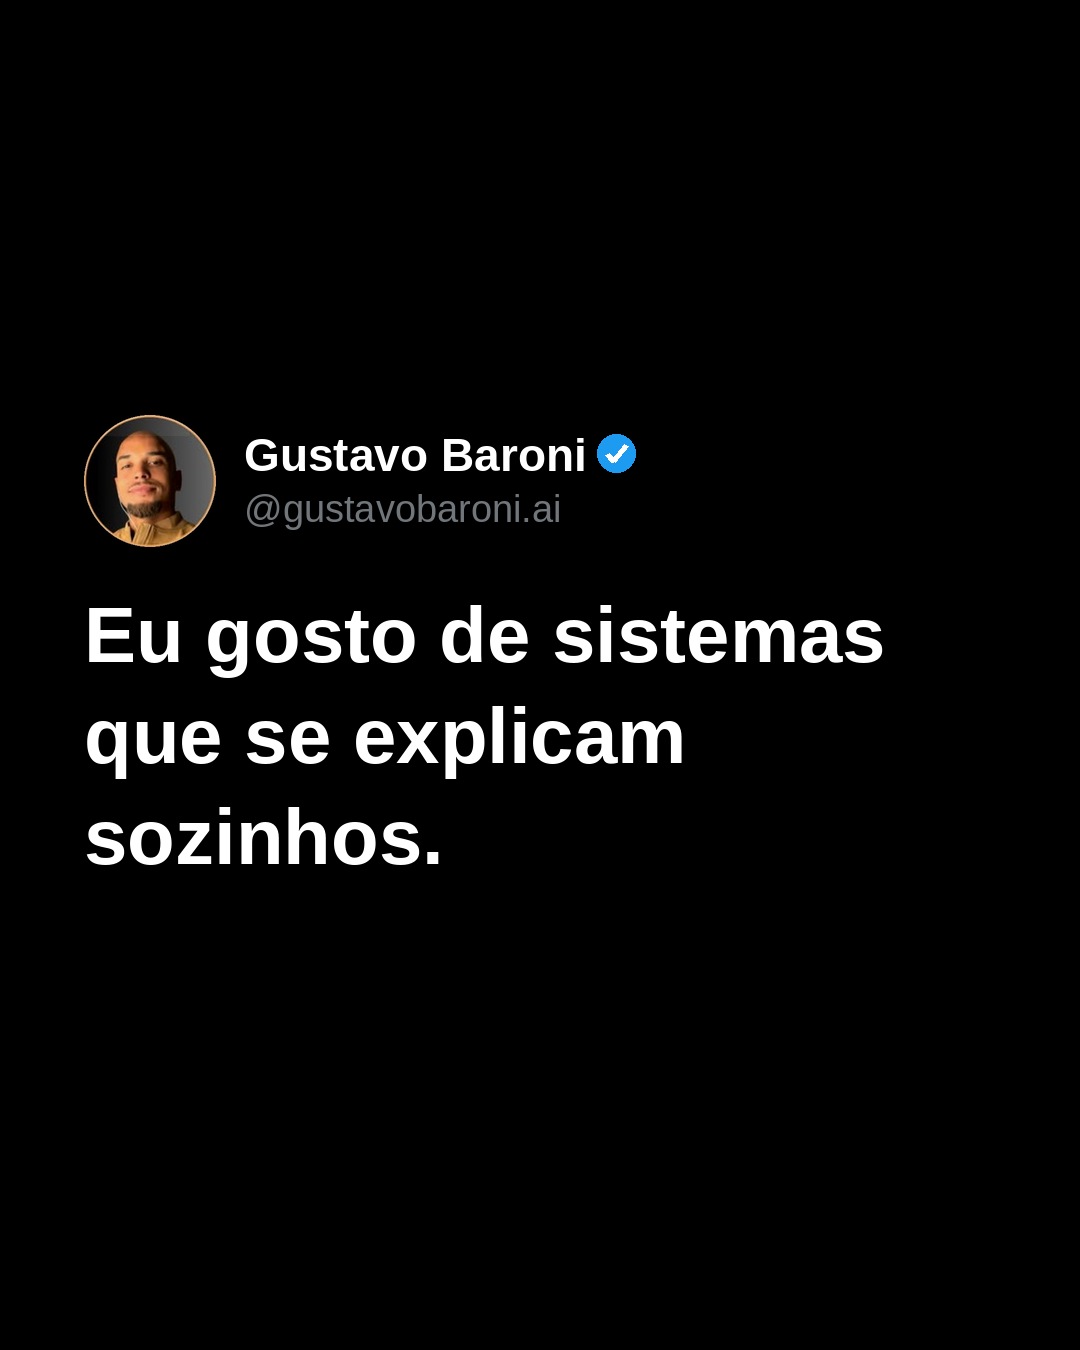 Gustavo Baroni
@gustavobaroni.ai
Eu gosto de sistemas
que se explicam
sozinhos.